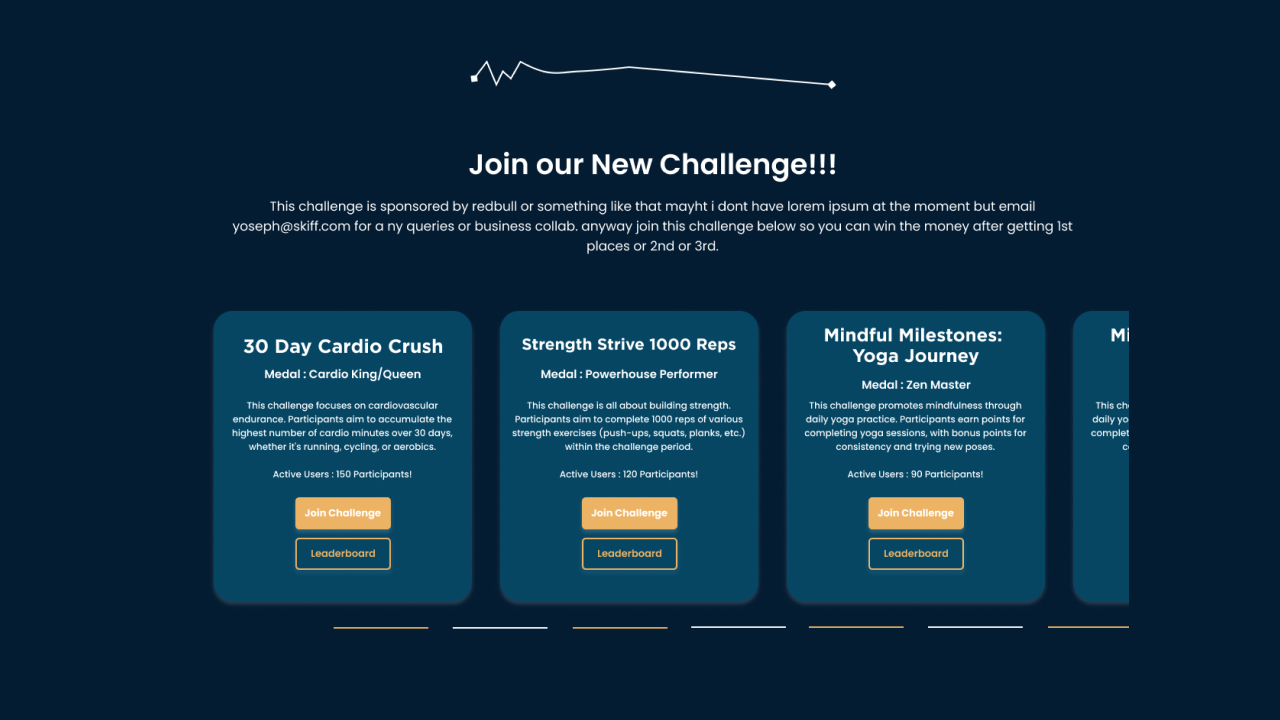 Join our New Challenge!!!
This challenge is sponsored by redbull or something like that mayht i dont have lorem ipsum at the moment but email
yoseph@skiff.com for a ny queries or business collab. anyway join this challenge below so you can win the money after getting 1st
places or 2nd or 3rd.
30 Day Cardio Crush
Medal : Cardio King/Queen
This challenge focuses on cardiovascular
endurance. Participants aim to accumulate the
highest number of cardio minutes over 30 days,
whether it's running, cycling, or aerobics.
Active Users : 150 Participants!
Join Challenge
Leaderboard
Strength Strive 1000 Reps
Medal : Powerhouse Performer
This challenge is all about building strength.
Participants aim to complete 1000 reps of various
strength exercises (push-ups, squats, planks, etc.)
within the challenge period.
Active Users : 120 Participants!
Join Challenge
Leaderboard
Mindful Milestones:
Yoga Journey
Medal : Zen Master
This challenge promotes mindfulness through
daily yoga practice. Participants earn points for
completing yoga sessions, with bonus points for
consistency and trying new poses.
Active Users : 90 Participants!
Join Challenge
Leaderboard
Mi
This ch
daily yo
complet
c